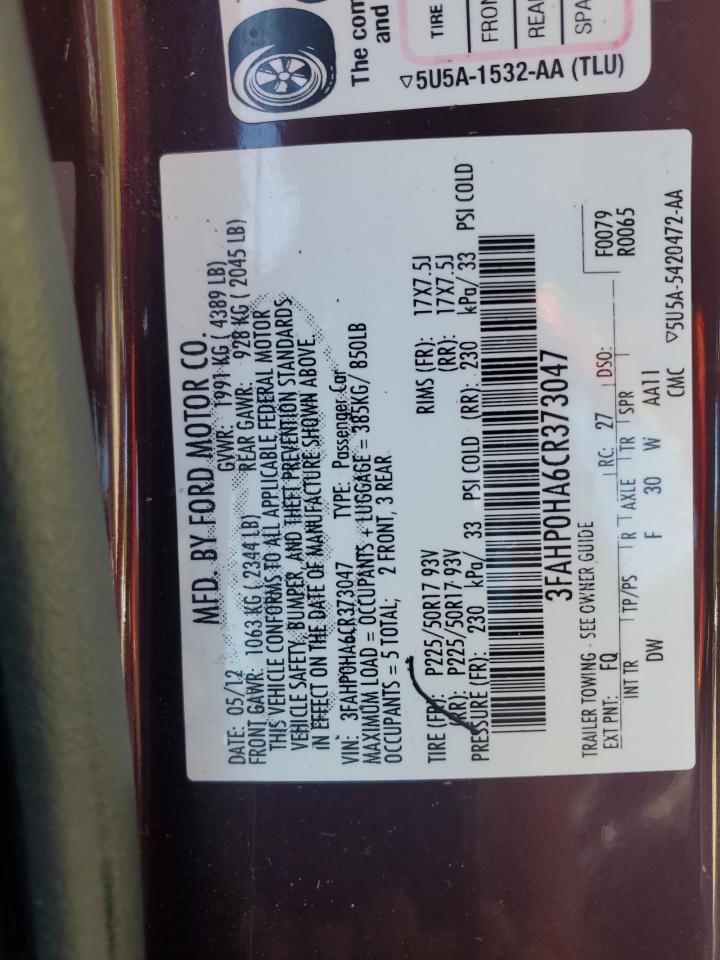 The com
and
TIRE
FRON
REAR
SPA
▽5U5A-1532-AA (TLU)
MFD. BY FORD MOTOR CO.
DATE: 05/12 GVWR: 1991 KG ( 4389 LB)
FRONT GAWR: 1063 KG ( 2344 LB) REAR GAWR: 928 KG ( 2045 LB)
THIS VEHICLE CONFORMS TO ALL APPLICABLE FEDERAL MOTOR
VEHICLE SAFETY, BUMPER, AND THEFT PREVENTION STANDARDS
IN EFFECT ON THE DATE OF MANUFACTURE SHOWN ABOVE.
VIN: 3FAHP0HA6CR373047 TYPE: Passenger Car
MAXIMUM LOAD = OCCUPANTS + LUGGAGE = 385KG/ 850LB
OCCUPANTS = 5 TOTAL; 2 FRONT, 3 REAR
TIRE (FR): P225/50R17 93V RIMS (FR): 17X7.5J
(RR): P225/50R17 93V (RR): 17X7.5J
PRESSURE (FR): 230 kPa/ 33 PSI COLD (RR): 230 kPa/ 33 PSI COLD
3FAHP0HA6CR373047
TRAILER TOWING - SEE OWNER GUIDE
EXT PNT: FQ RC: 27 DSO: F0079
INT TR TP/PS R AXLE TR SPR R0065
DW F 30 W AA11
CMC ▽5U5A-5420472-AA